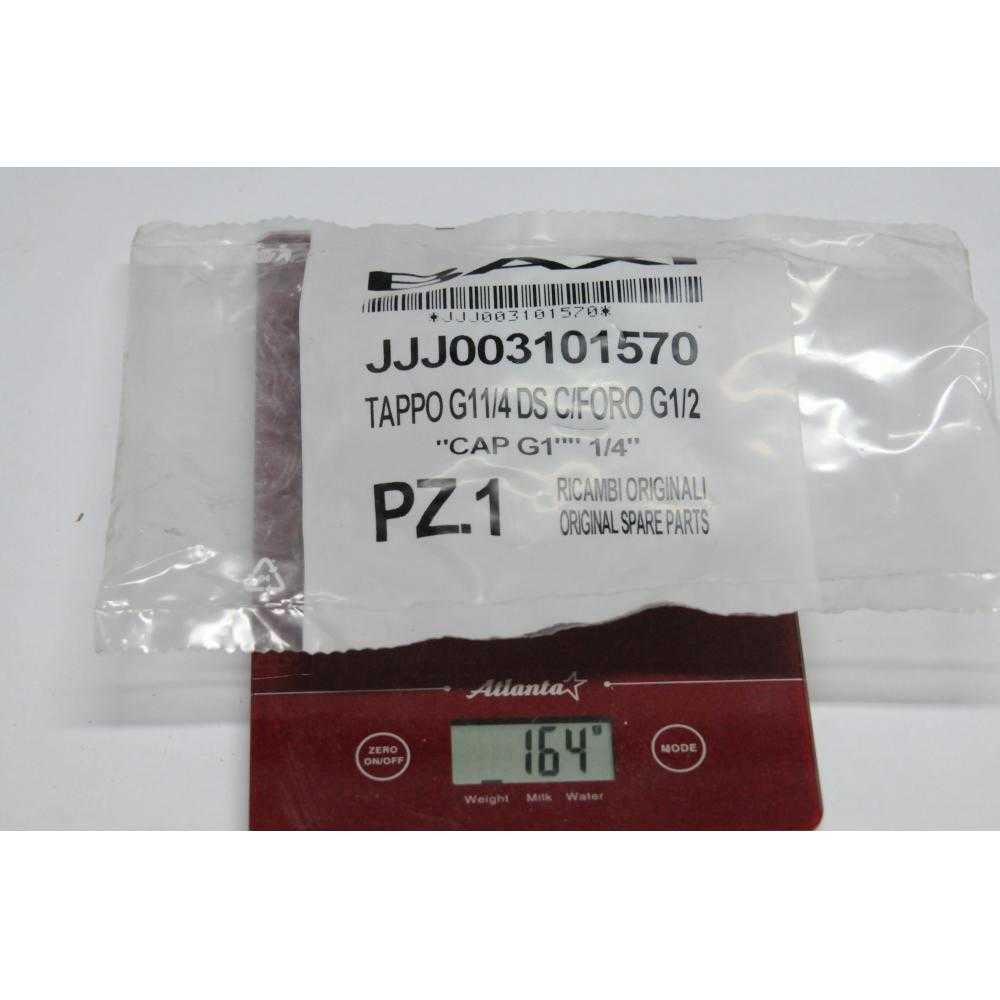 BAXI
*JJJ003101570*
JJJ003101570
TAPPO G11/4 DS C/FORO G1/2
"CAP G1"" 1/4"
PZ.1
RICAMBI ORIGINALI
ORIGINAL SPARE PARTS
Atlanta
ZERO
ON/OFF
164 g
MODE
Weight Milk Water